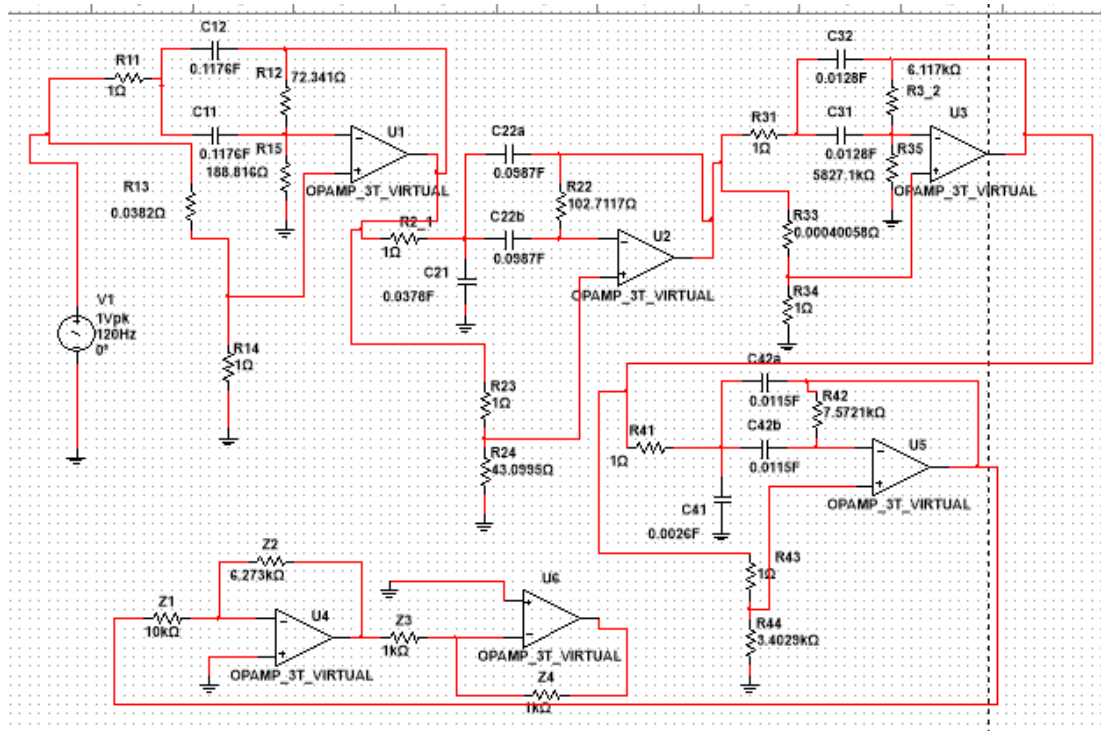 C12
0.1176F
R11
1Ω
R12
72.341Ω
C11
0.1176F
R15
188.816Ω
U1
OPAMP_3T_VIRTUAL
R13
0.0382Ω
V1
1Vpk
120Hz
0°
R14
1Ω
C22a
0.0987F
R22
102.7117Ω
R2_1
1Ω
C22b
0.0987F
C21
0.0378F
U2
OPAMP_3T_VIRTUAL
R23
1Ω
R24
43.0995Ω
C32
0.0128F
6.117kΩ
R3_2
R31
1Ω
C31
0.0128F
U3
R35
5827.1kΩ
OPAMP_3T_VIRTUAL
R33
0.00040058Ω
R34
1Ω
C42a
0.0115F
R42
7.5721kΩ
R41
1Ω
C42b
0.0115F
U5
C41
0.0026F
OPAMP_3T_VIRTUAL
R43
1Ω
R44
3.4029kΩ
Z2
6.273kΩ
Z1
10kΩ
U4
OPAMP_3T_VIRTUAL
Z3
1kΩ
U6
OPAMP_3T_VIRTUAL
Z4
1kΩ